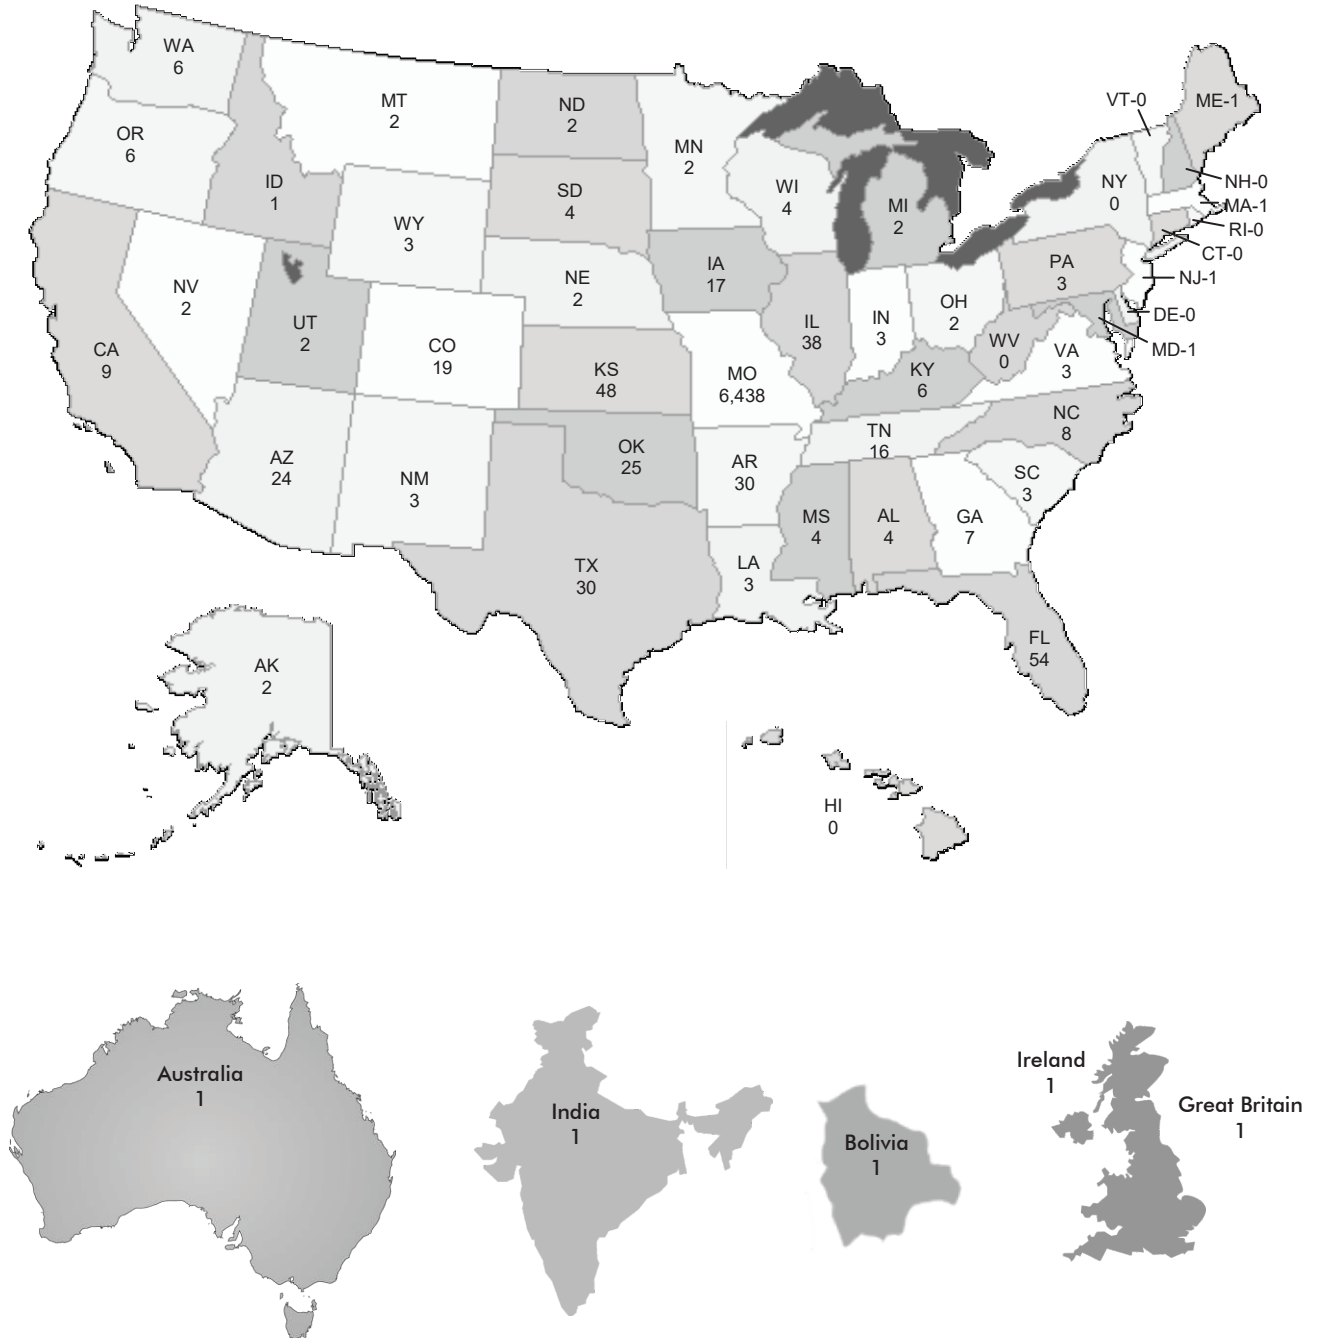 WA
6
OR
6
ID
1
MT
2
ND
2
MN
2
SD
4
WY
3
WI
4
MI
2
VT-0
ME-1
NY
0
NH-0
MA-1
RI-0
CT-0
NJ-1
PA
3
DE-0
MD-1
NV
2
UT
2
CA
9
CO
19
NE
2
IA
17
KS
48
MO
6,438
IL
38
IN
3
OH
2
WV
0
VA
3
KY
6
NC
8
TN
16
SC
3
AZ
24
NM
3
OK
25
AR
30
MS
4
AL
4
GA
7
TX
30
LA
3
FL
54
AK
2
HI
0
Australia
1
India
1
Bolivia
1
Ireland
1
Great Britain
1